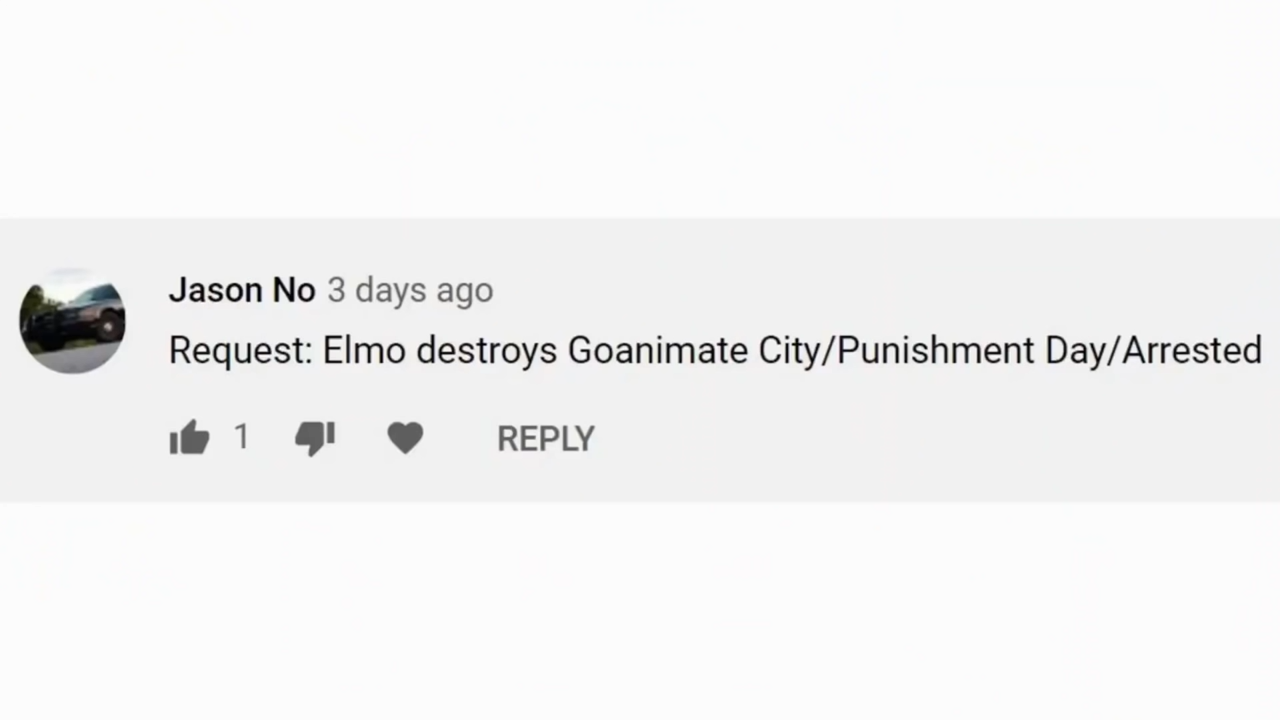 Jason No 3 days ago
Request: Elmo destroys Goanimate City/Punishment Day/Arrested
1 REPLY